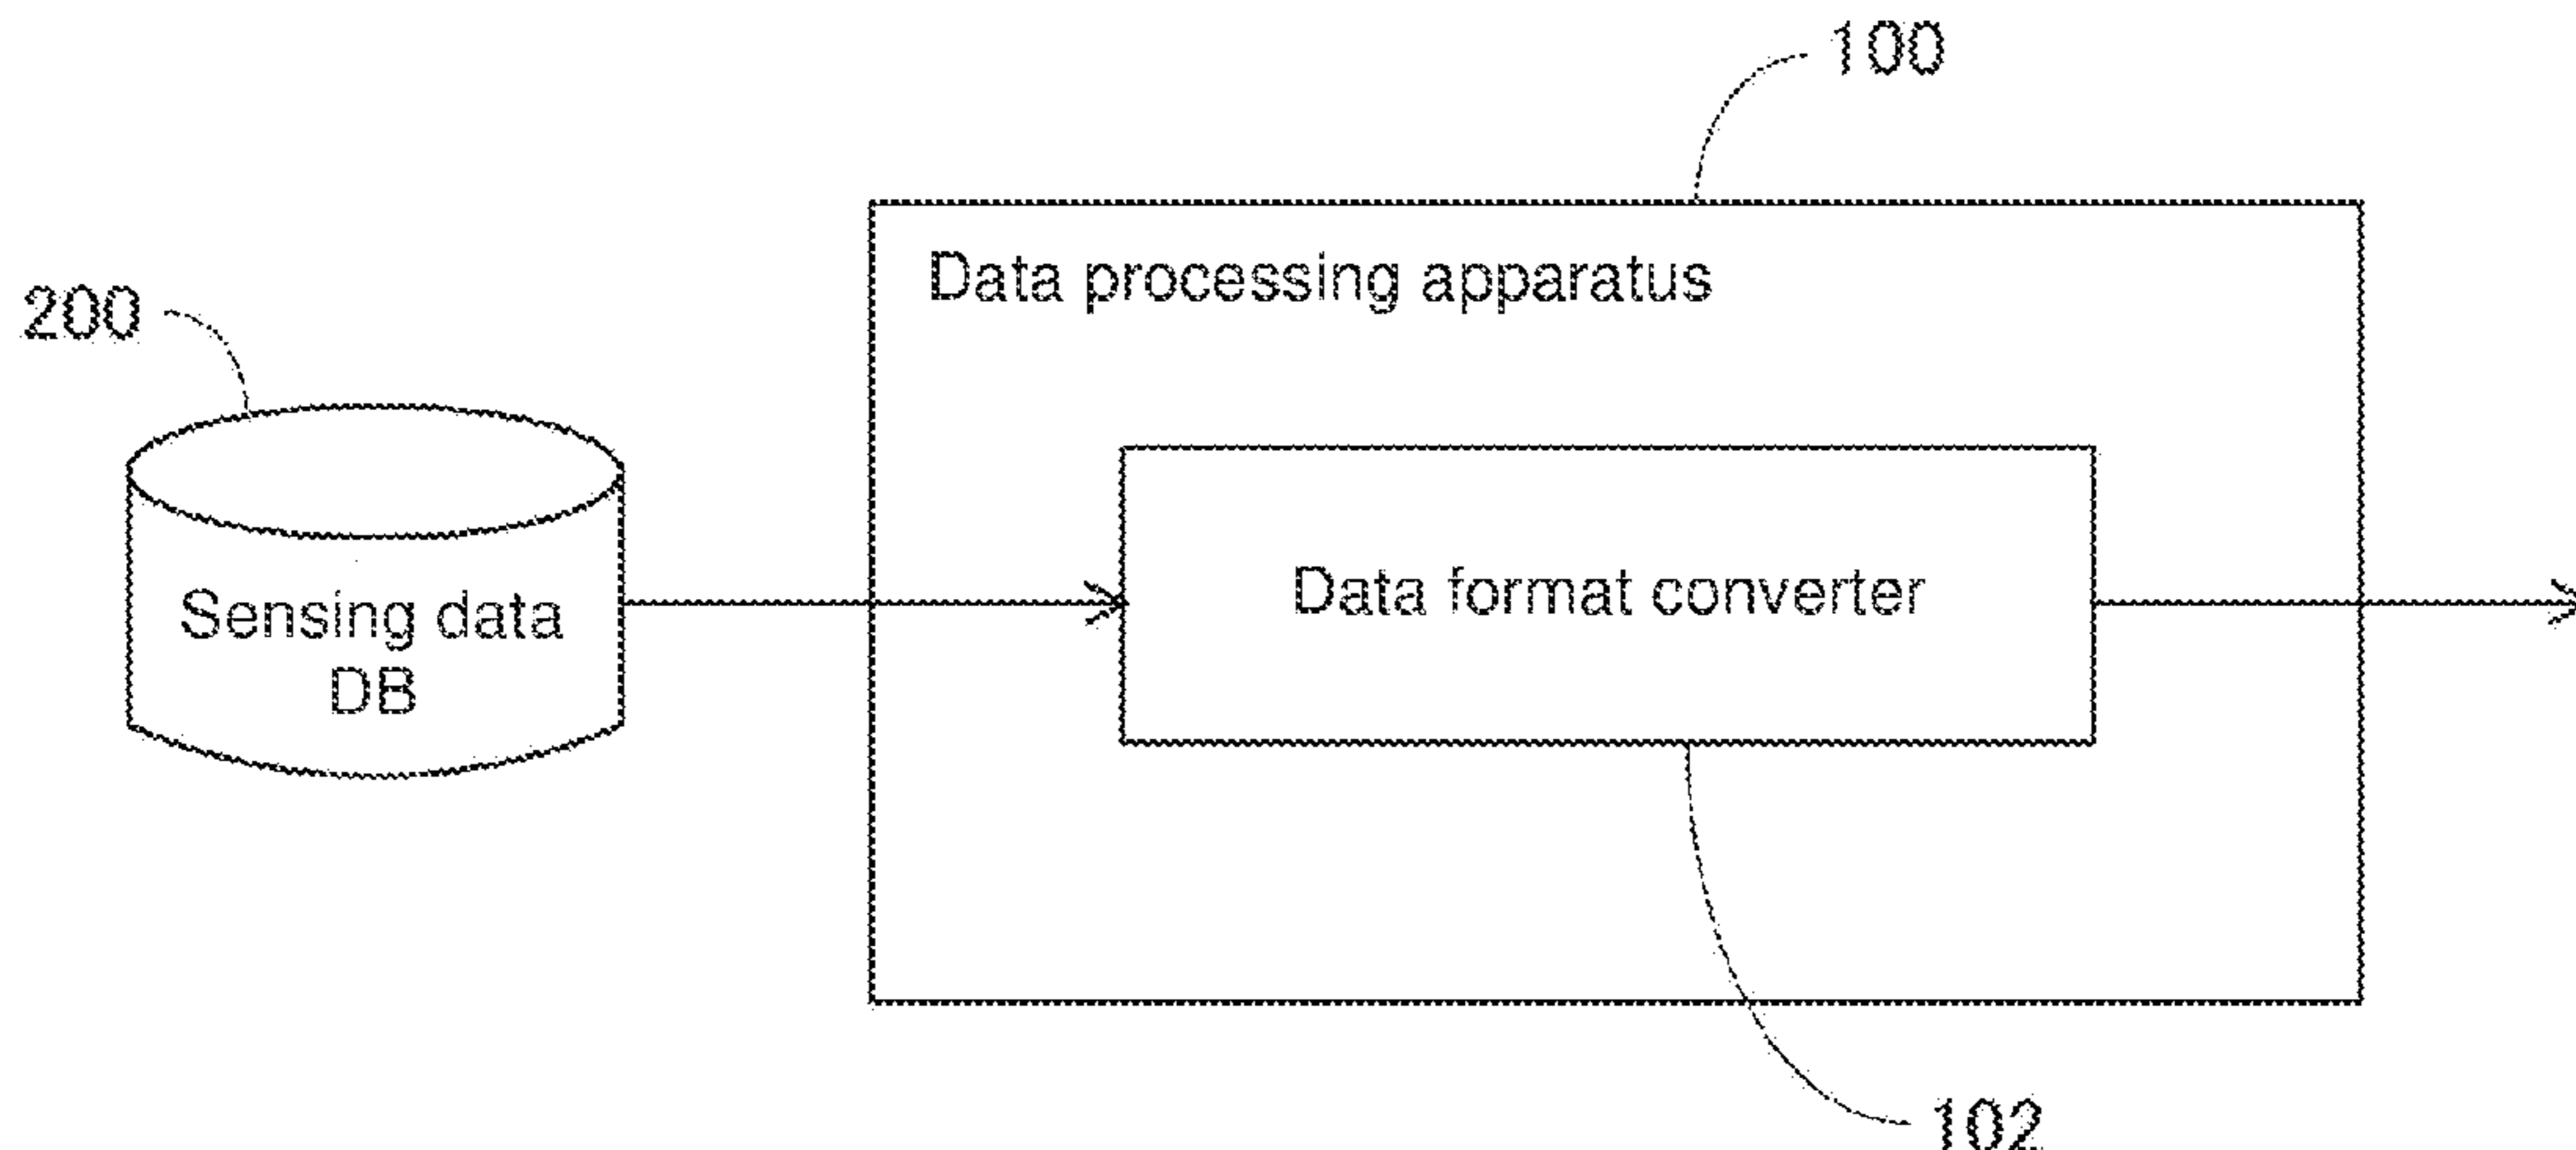 100
Data processing apparatus
200
Data format converter
Sensing data
DB
102